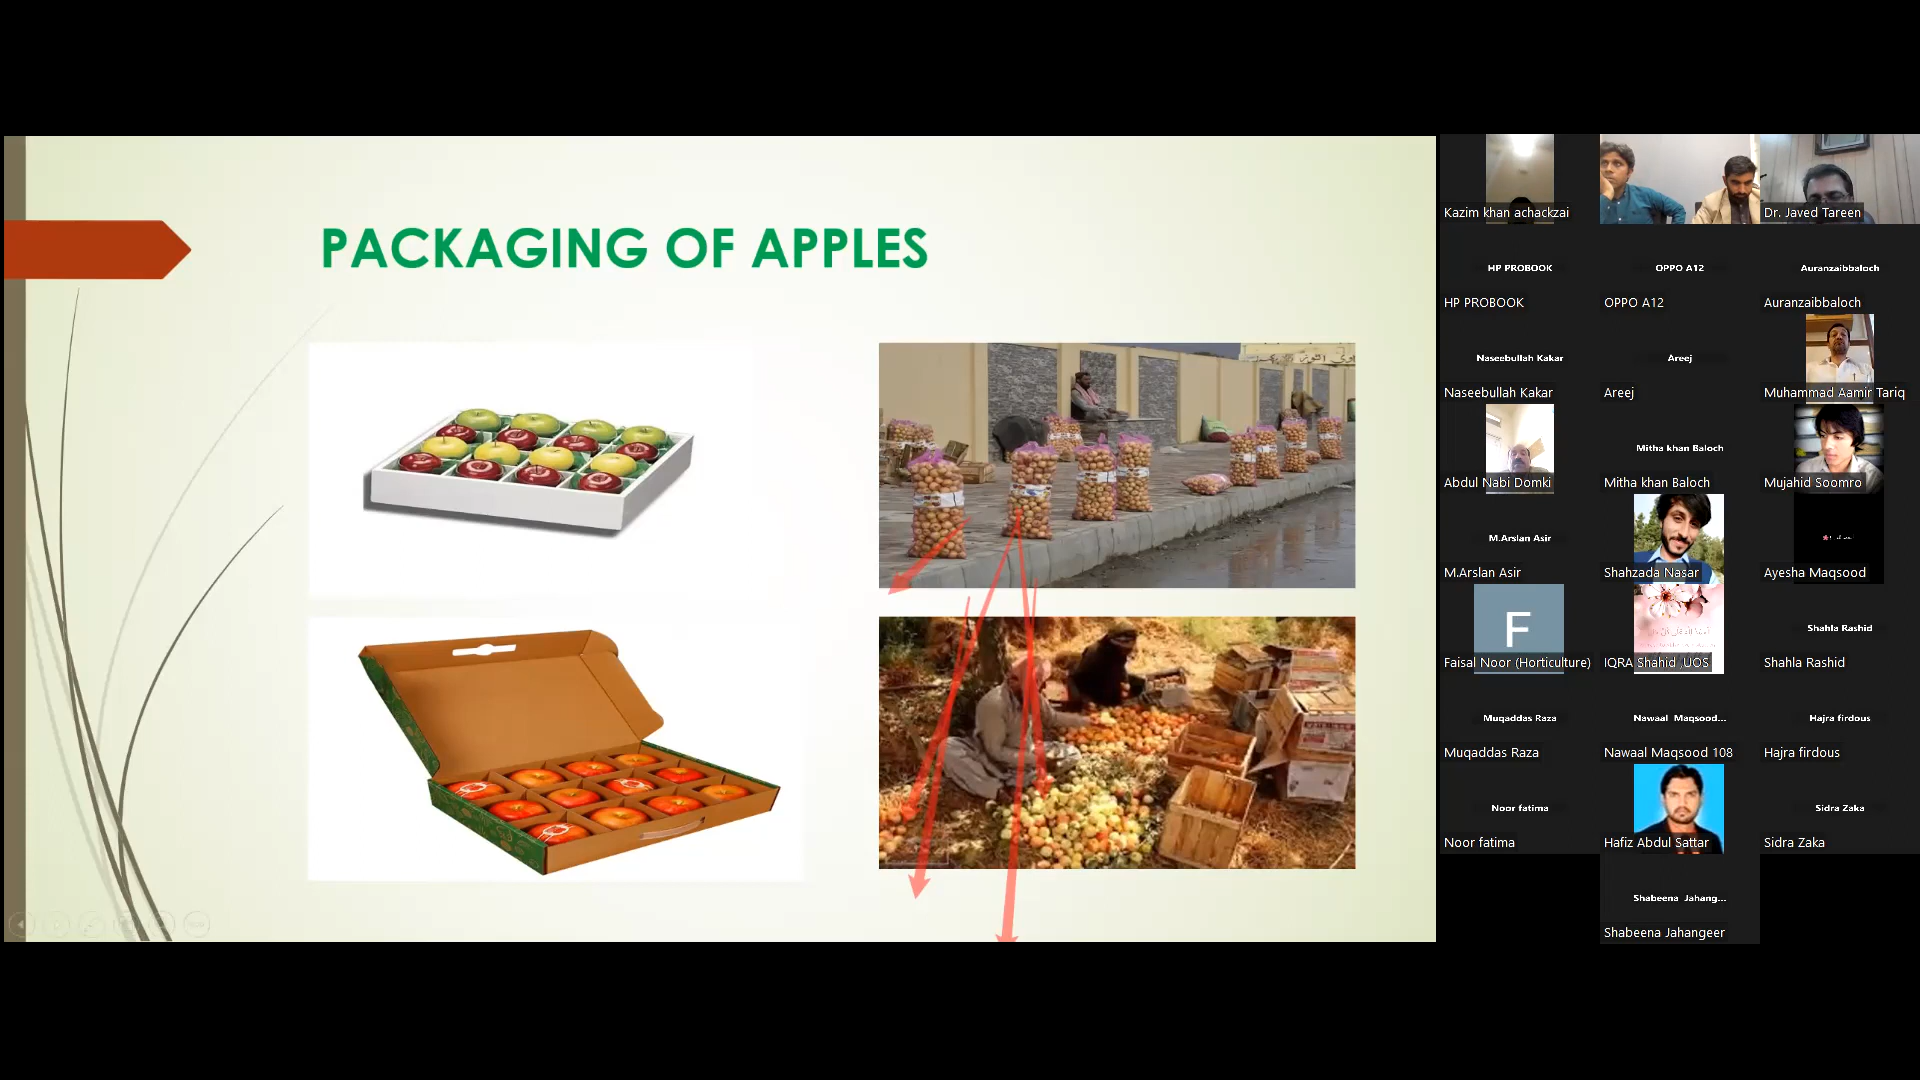 PACKAGING OF APPLES
Kazim khan achackzai
Dr. Javed Tareen
HP PROBOOK
OPPO A12
Auranzaibbaloch
HP PROBOOK
OPPO A12
Auranzaibbaloch
Naseebullah Kakar
Areej
Naseebullah Kakar
Areej
Muhammad Aamir Tariq
Mitha khan Baloch
Abdul Nabi Domki
Mitha khan Baloch
Mujahid Soomro
M.Arslan Asir
M.Arslan Asir
Shahzada Nasar
Ayesha Maqsood
F
Shahla Rashid
Faisal Noor (Horticulture)
IQRA Shahid ,UOS
Shahla Rashid
Muqaddas Raza
Nawaal Maqsood...
Hajra firdous
Muqaddas Raza
Nawaal Maqsood 108
Hajra firdous
Noor fatima
Sidra Zaka
Noor fatima
Hafiz Abdul Sattar
Sidra Zaka
Shabeena Jahang...
Shabeena Jahangeer